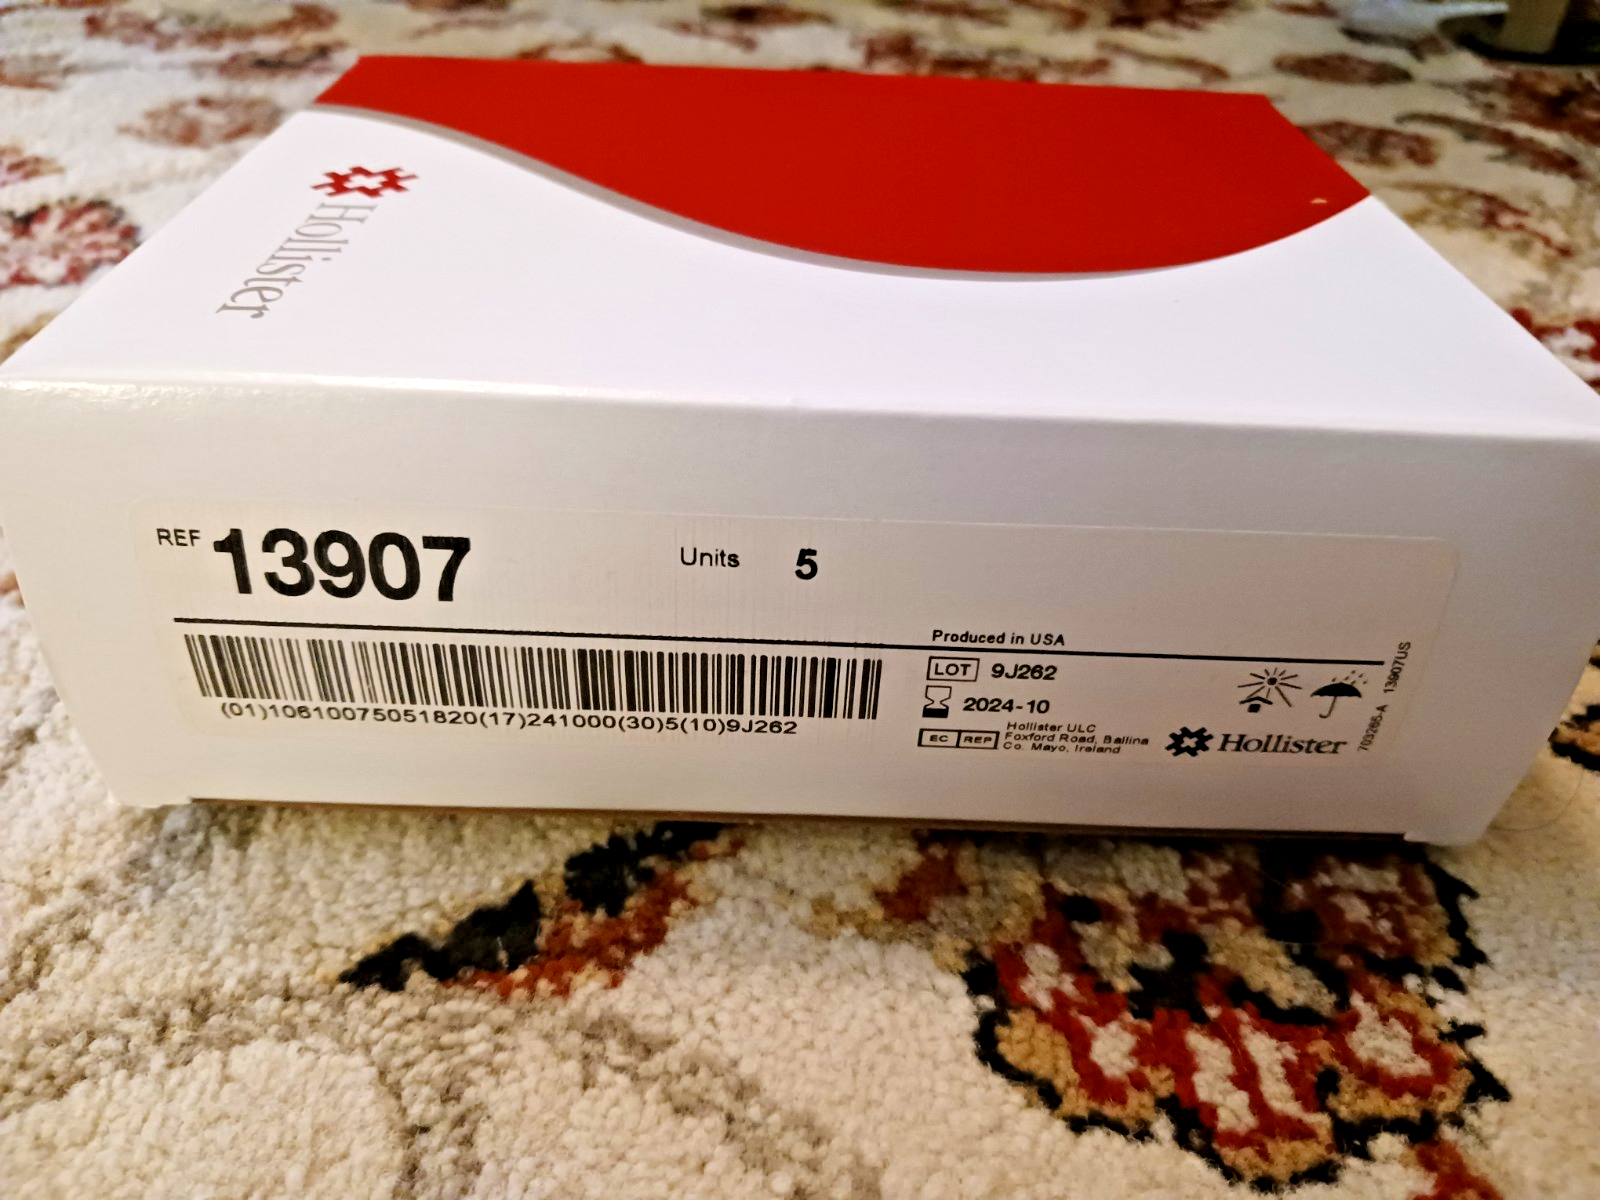 Hollister
REF 13907 Units 5
Produced in USA
LOT 9J262
2024-10
(01)10610075051820(17)241000(30)5(10)9J262
EC REP Hollister ULC
Foxford Road, Ballina
Co. Mayo, Ireland
Hollister
703265-A 13907US